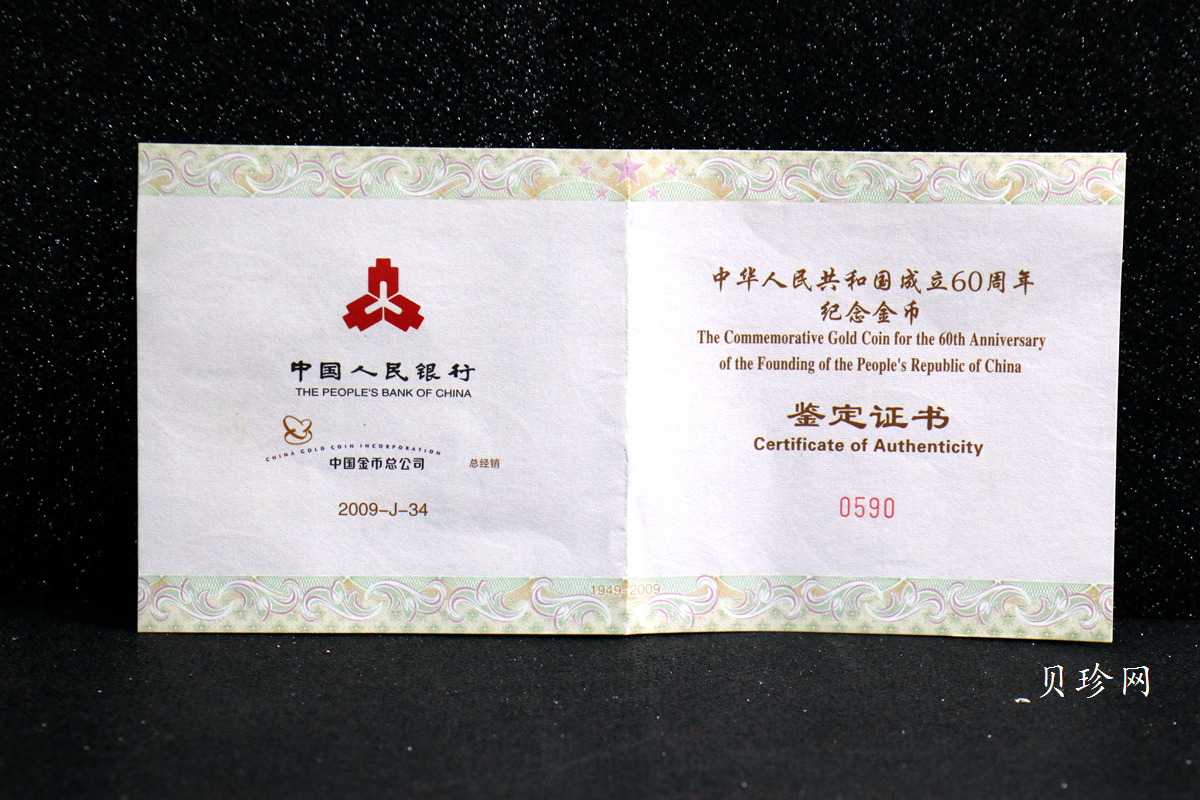 中国人民银行
THE PEOPLE'S BANK OF CHINA
CHINA GOLD COIN INCORPORATION
中国金币总公司 总经销
2009-J-34
中华人民共和国成立60周年
纪念金币
The Commemorative Gold Coin for the 60th Anniversary
of the Founding of the People's Republic of China
鉴定证书
Certificate of Authenticity
0590
1949-2009
贝珍网